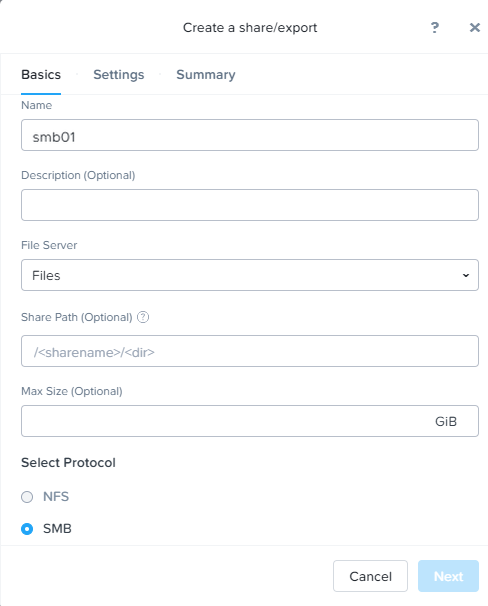 Create a share/export ? ×
Basics · Settings · Summary
Name
smb01
Description (Optional)
File Server
Files
Share Path (Optional) ?
/<sharename>/<dir>
Max Size (Optional)
GiB
Select Protocol
NFS
SMB
Cancel Next